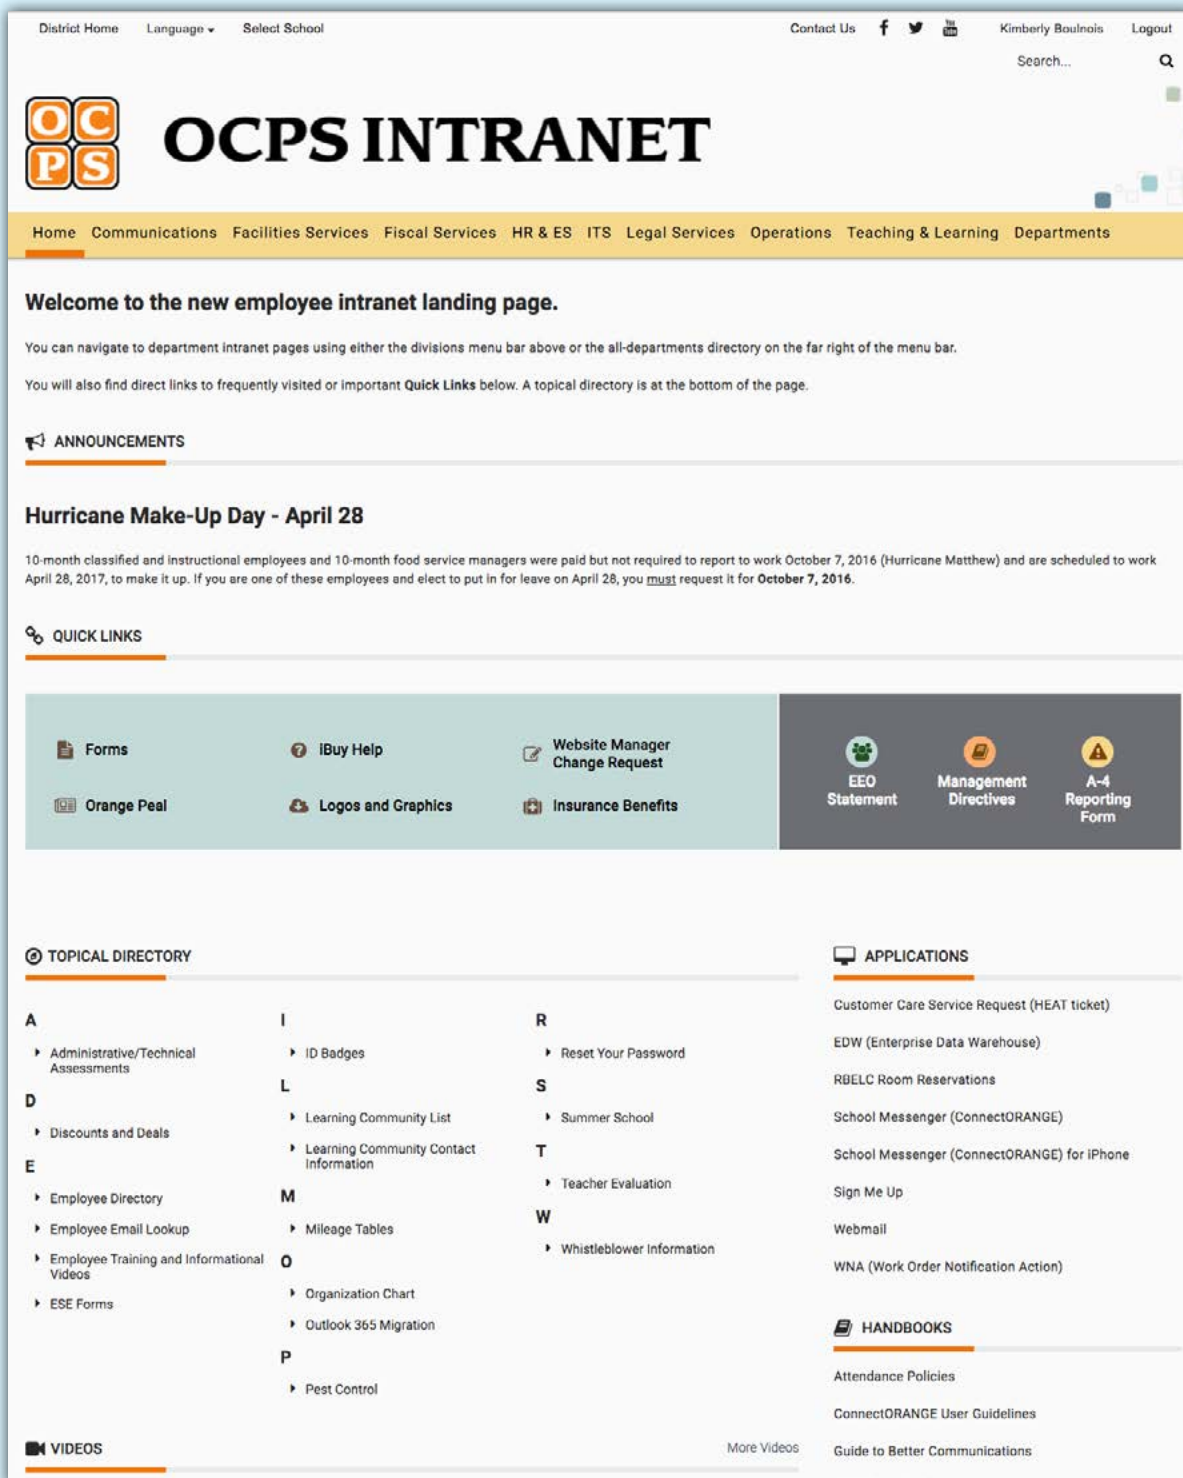 District Home Language Select School Contact Us f You Tube Kimberly Boulnois Logout
Search...
OC
PS
OCPS INTRANET
Home Communications Facilities Services Fiscal Services HR & ES ITS Legal Services Operations Teaching & Learning Departments
Welcome to the new employee intranet landing page.
You can navigate to department intranet pages using either the divisions menu bar above or the all-departments directory on the far right of the menu bar.
You will also find direct links to frequently visited or important Quick Links below. A topical directory is at the bottom of the page.
ANNOUNCEMENTS
Hurricane Make-Up Day - April 28
10-month classified and instructional employees and 10-month food service managers were paid but not required to report to work October 7, 2016 (Hurricane Matthew) and are scheduled to work
April 28, 2017, to make it up. If you are one of these employees and elect to put in for leave on April 28, you must request it for October 7, 2016.
QUICK LINKS
Forms
iBuy Help
Website Manager
Change Request
Orange Peal
Logos and Graphics
Insurance Benefits
EEO
Statement
Management
Directives
A-4
Reporting
Form
TOPICAL DIRECTORY
A
Administrative/Technical
Assessments
D
Discounts and Deals
E
Employee Directory
Employee Email Lookup
Employee Training and Informational
Videos
ESE Forms
I
ID Badges
L
Learning Community List
Learning Community Contact
Information
M
Mileage Tables
O
Organization Chart
Outlook 365 Migration
P
Pest Control
R
Reset Your Password
S
Summer School
T
Teacher Evaluation
W
Whistleblower Information
APPLICATIONS
Customer Care Service Request (HEAT ticket)
EDW (Enterprise Data Warehouse)
RBELC Room Reservations
School Messenger (ConnectORANGE)
School Messenger (ConnectORANGE) for iPhone
Sign Me Up
Webmail
WNA (Work Order Notification Action)
HANDBOOKS
Attendance Policies
ConnectORANGE User Guidelines
Guide to Better Communications
VIDEOS
More Videos